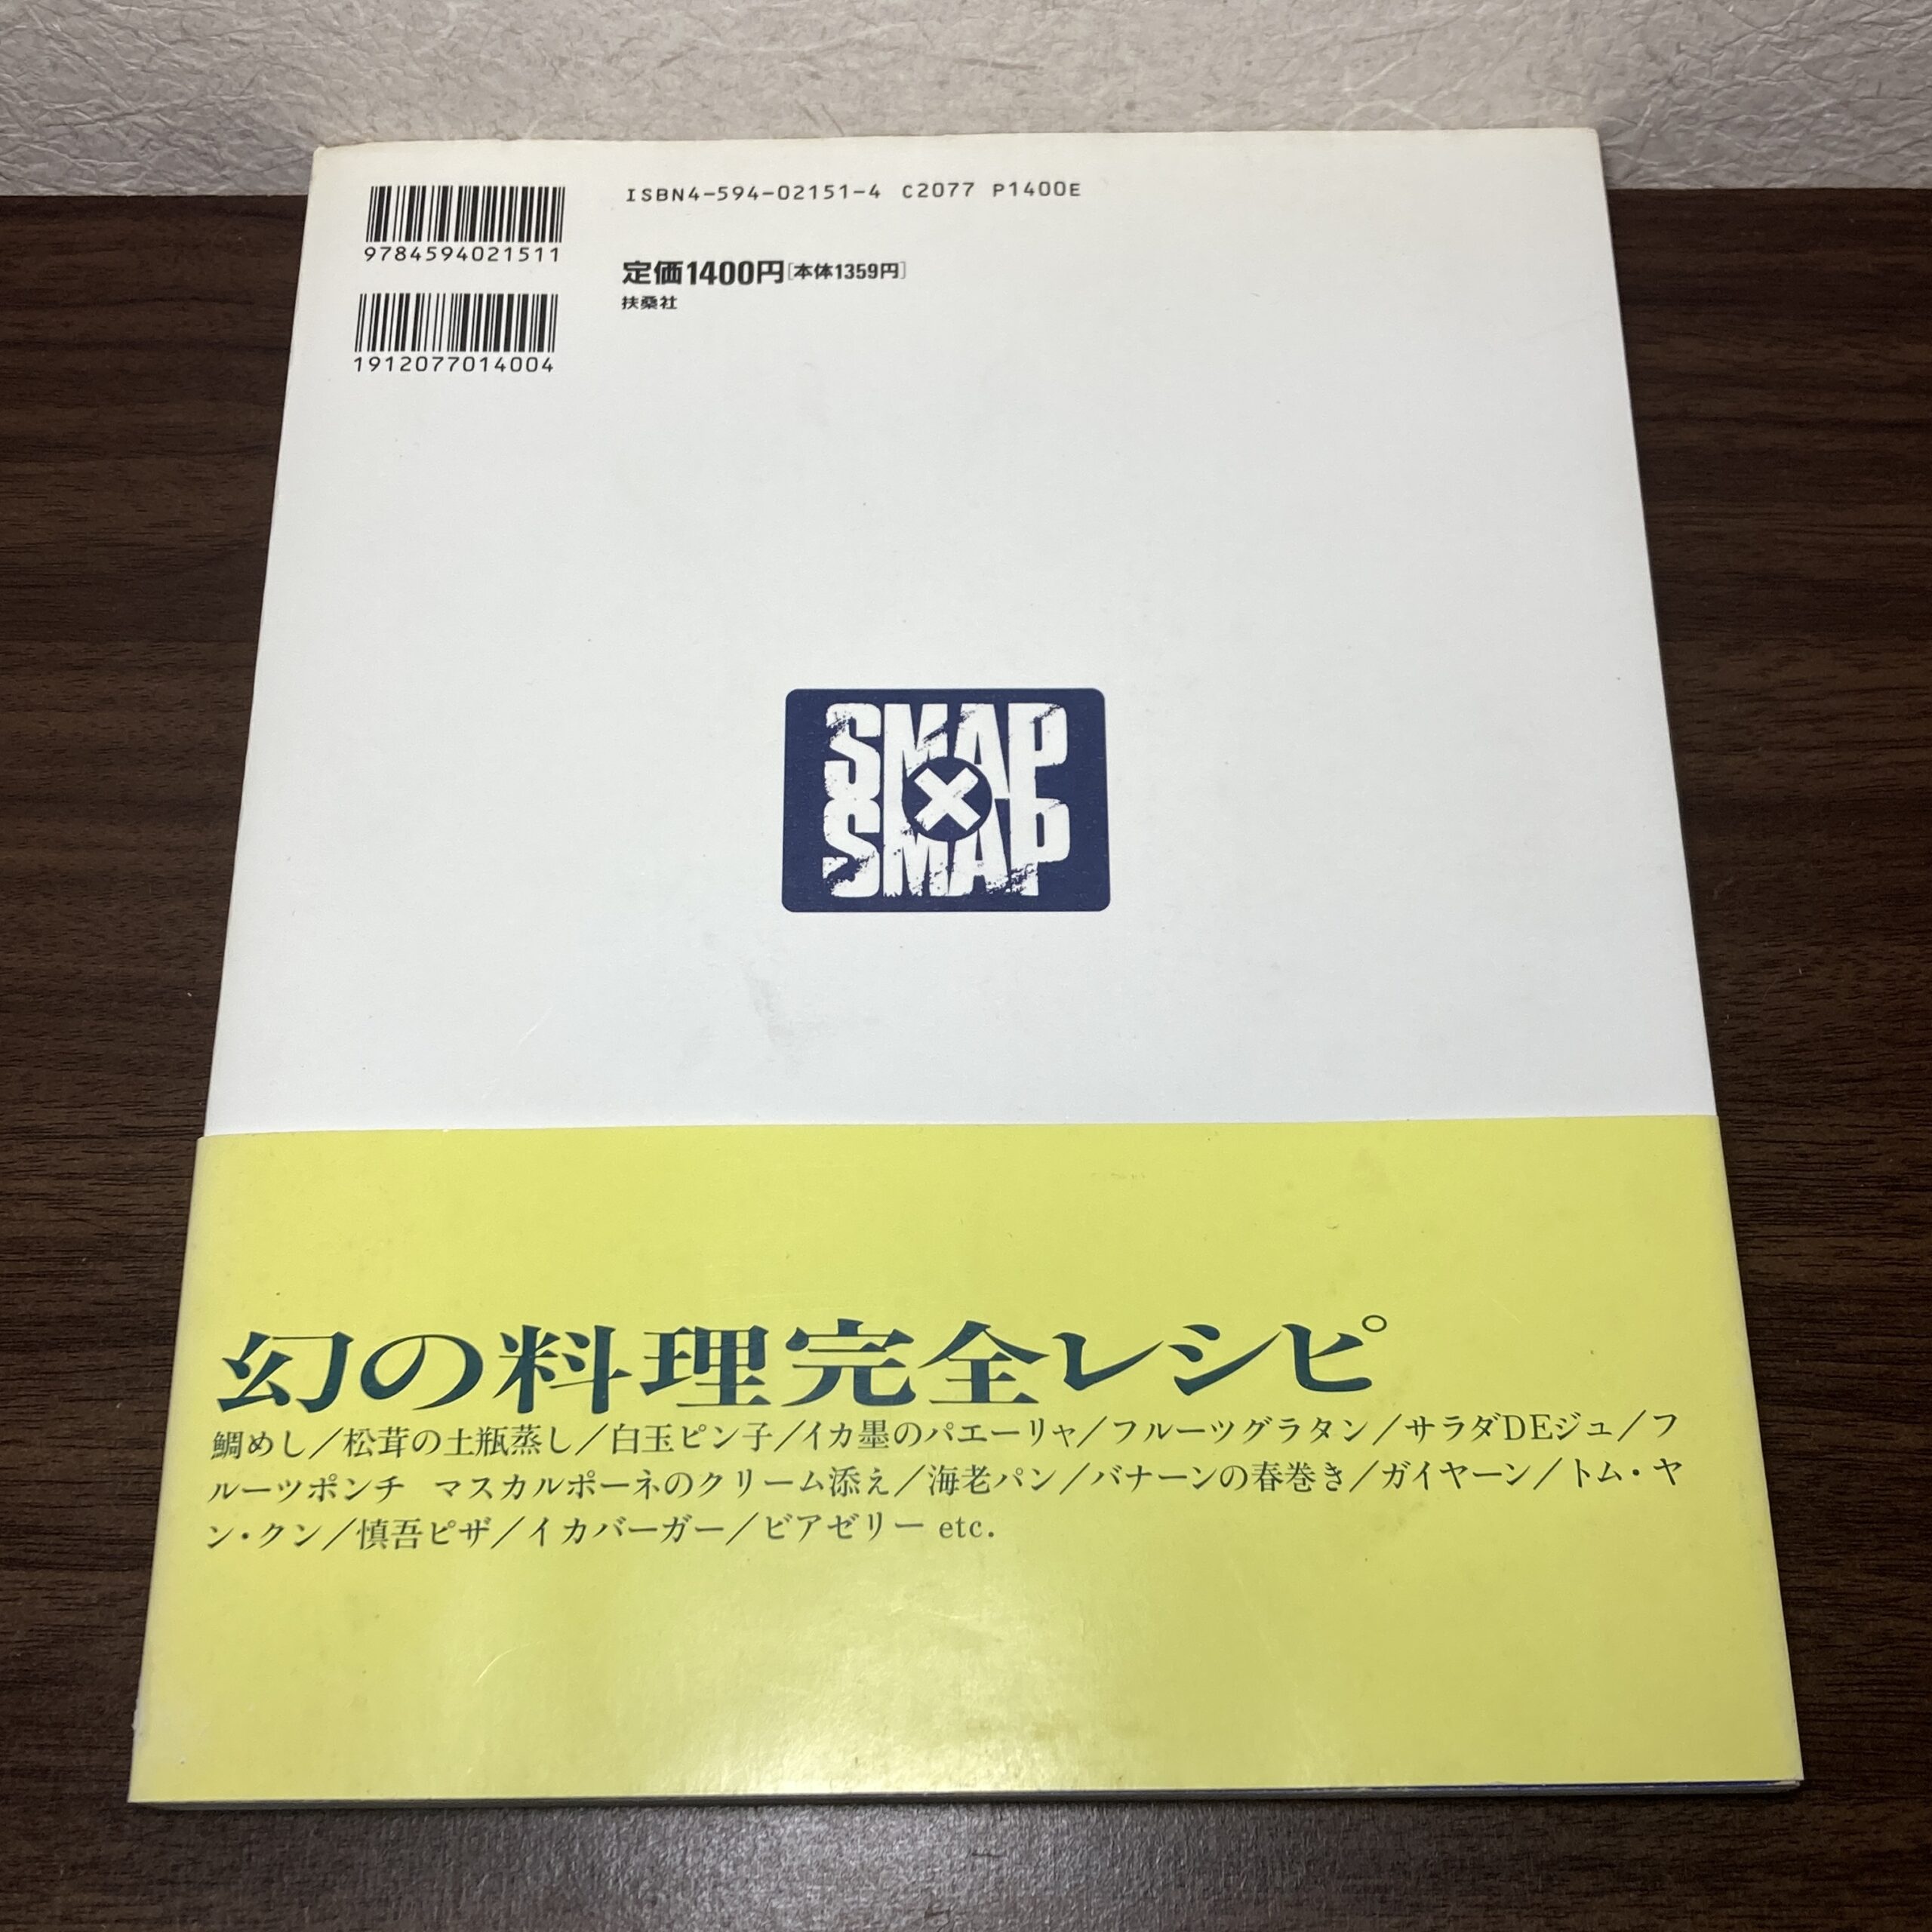 9784594021511
1912077014004
ISBN4-594-02151-4 C2077 P1400E
定価1400円[本体1359円]
扶桑社
SMAP
×
SMAP
幻の料理完全レシピ
鯛めし/松茸の土瓶蒸し/白玉ピン子/イカ墨のパエーリャ/フルーツグラタン/サラダDEジュ/フ
ルーツポンチ マスカルポーネのクリーム添え/海老パン/バナーンの春巻き/ガイヤーン/トム・ヤ
ン・クン/慎吾ピザ/イカバーガー/ビアゼリー etc.